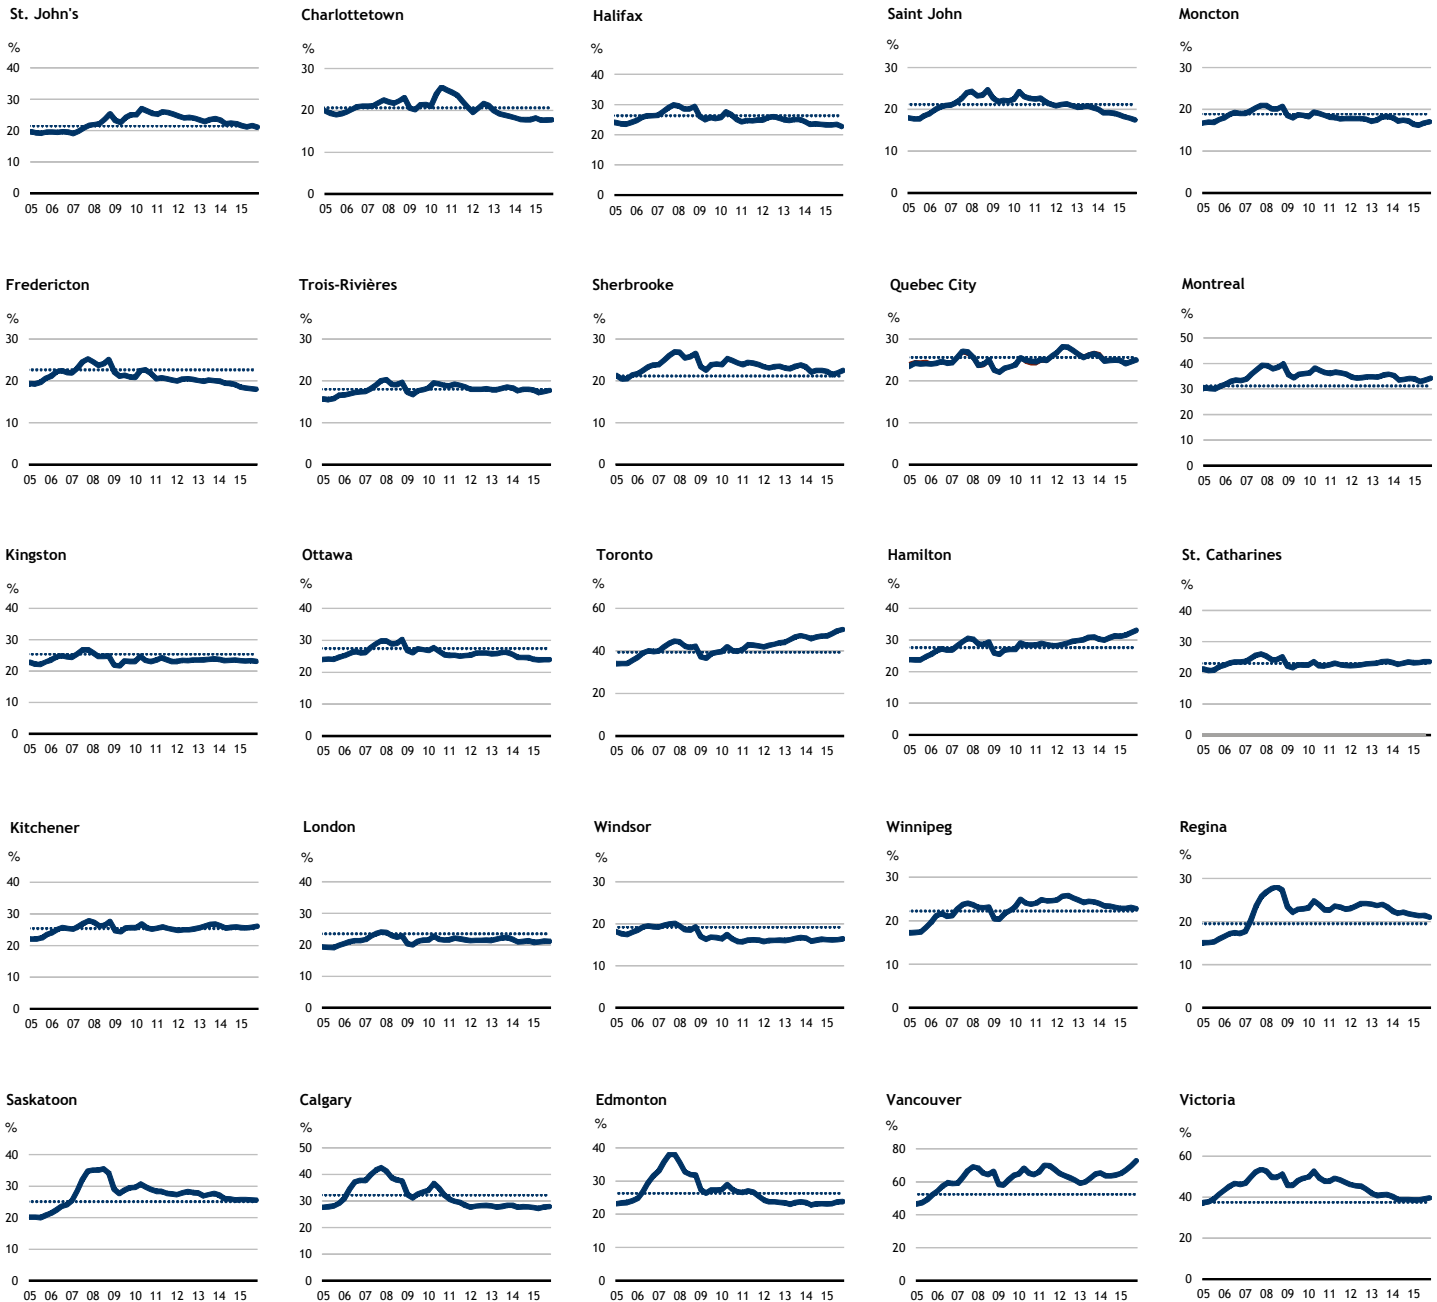 St. John's
%
40
30
20
10
0
05 06 07 08 09 10 11 12 13 14 15
Charlottetown
%
30
20
10
0
05 06 07 08 09 10 11 12 13 14 15
Halifax
%
40
30
20
10
0
05 06 07 08 09 10 11 12 13 14 15
Saint John
%
30
20
10
0
05 06 07 08 09 10 11 12 13 14 15
Moncton
%
30
20
10
0
05 06 07 08 09 10 11 12 13 14 15
Fredericton
%
30
20
10
0
05 06 07 08 09 10 11 12 13 14 15
Trois-Rivières
%
30
20
10
0
05 06 07 08 09 10 11 12 13 14 15
Sherbrooke
%
30
20
10
0
05 06 07 08 09 10 11 12 13 14 15
Quebec City
%
30
20
10
0
05 06 07 08 09 10 11 12 13 14 15
Montreal
%
50
40
30
20
10
0
05 06 07 08 09 10 11 12 13 14 15
Kingston
%
40
30
20
10
0
05 06 07 08 09 10 11 12 13 14 15
Ottawa
%
40
30
20
10
0
05 06 07 08 09 10 11 12 13 14 15
Toronto
%
60
40
20
0
05 06 07 08 09 10 11 12 13 14 15
Hamilton
%
40
30
20
10
0
05 06 07 08 09 10 11 12 13 14 15
St. Catharines
%
40
30
20
10
0
05 06 07 08 09 10 11 12 13 14 15
Kitchener
%
40
30
20
10
0
05 06 07 08 09 10 11 12 13 14 15
London
%
40
30
20
10
0
05 06 07 08 09 10 11 12 13 14 15
Windsor
%
30
20
10
0
05 06 07 08 09 10 11 12 13 14 15
Winnipeg
%
30
20
10
0
05 06 07 08 09 10 11 12 13 14 15
Regina
%
30
20
10
0
05 06 07 08 09 10 11 12 13 14 15
Saskatoon
%
40
30
20
10
0
05 06 07 08 09 10 11 12 13 14 15
Calgary
%
50
40
30
20
10
0
05 06 07 08 09 10 11 12 13 14 15
Edmonton
%
40
30
20
10
0
05 06 07 08 09 10 11 12 13 14 15
Vancouver
%
80
60
40
20
0
05 06 07 08 09 10 11 12 13 14 15
Victoria
%
60
40
20
0
05 06 07 08 09 10 11 12 13 14 15